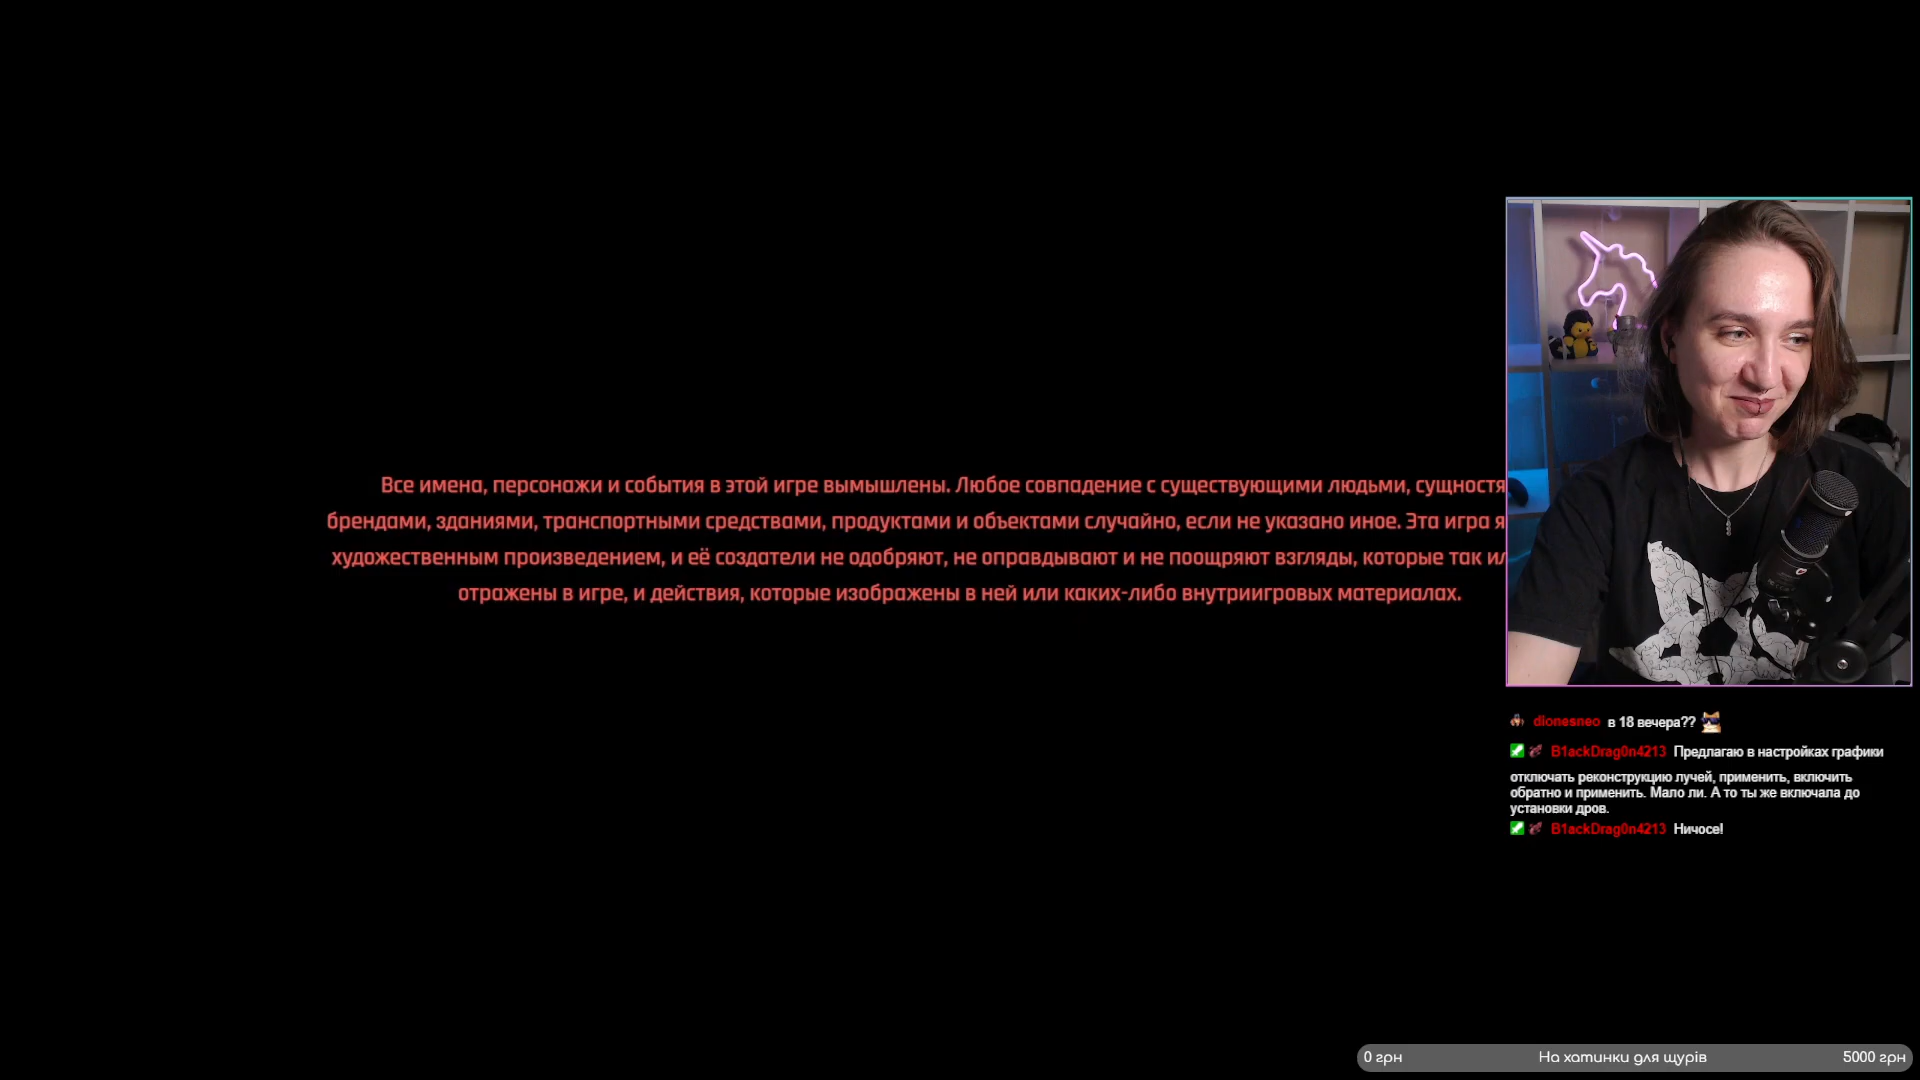 Все имена, персонажи и события в этой игре вымышлены. Любое совпадение с существующими людьми,
брендами, зданиями, транспортными средствами, продуктами и объектами случайно, если не указано иное. Эта игра
художественным произведением, и её создатели не одобряют, не оправдывают и не поощряют взгляды, которые так
отражены в игре, и действия, которые изображены в ней или каких-либо внутриигровых материалах.
dionesneo в 18 вечера??
B1ackDrag0n4213 Предлагаю в настройках графики
отключать реконструкцию лучей, применить, включить
обратно и применить. Мало ли. А то ты же включала до
установки дров.
B1ackDrag0n4213 Ничосе!
0 грн На хатинки для щурів 5000 грн